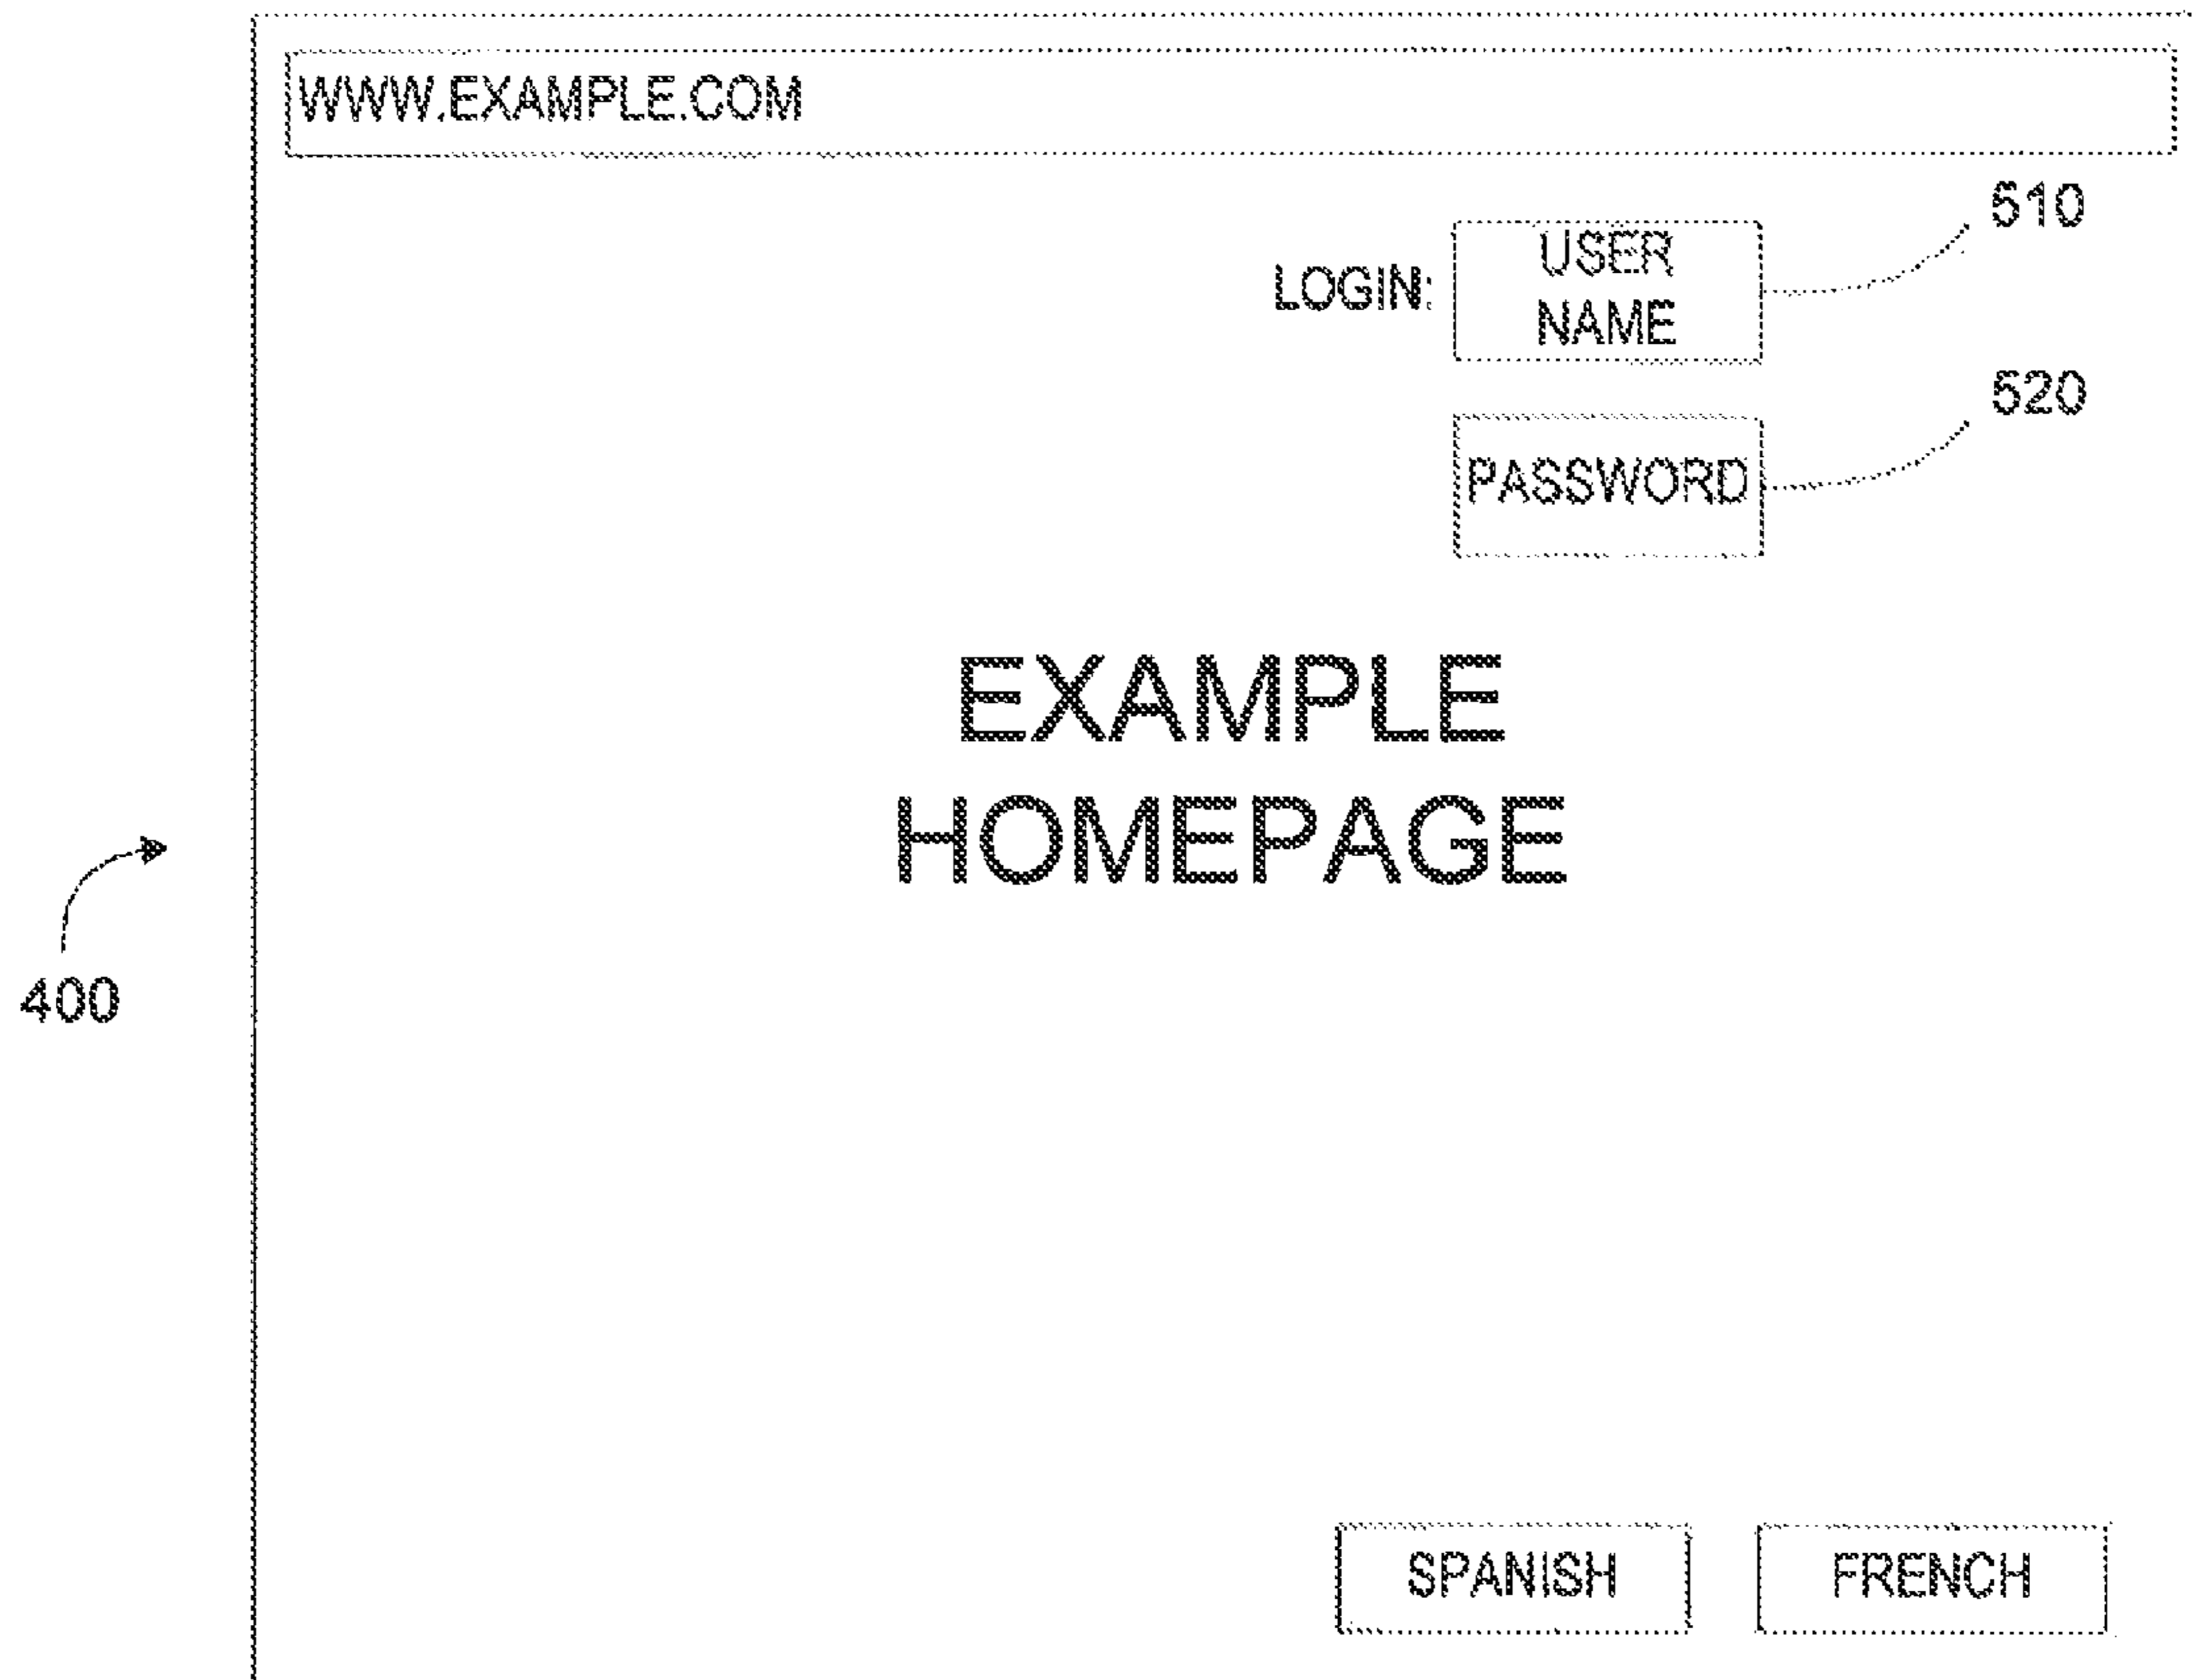 WWW.EXAMPLE.COM
510
LOGIN:
USER
NAME
520
PASSWORD
EXAMPLE
HOMEPAGE
400
SPANISH
FRENCH